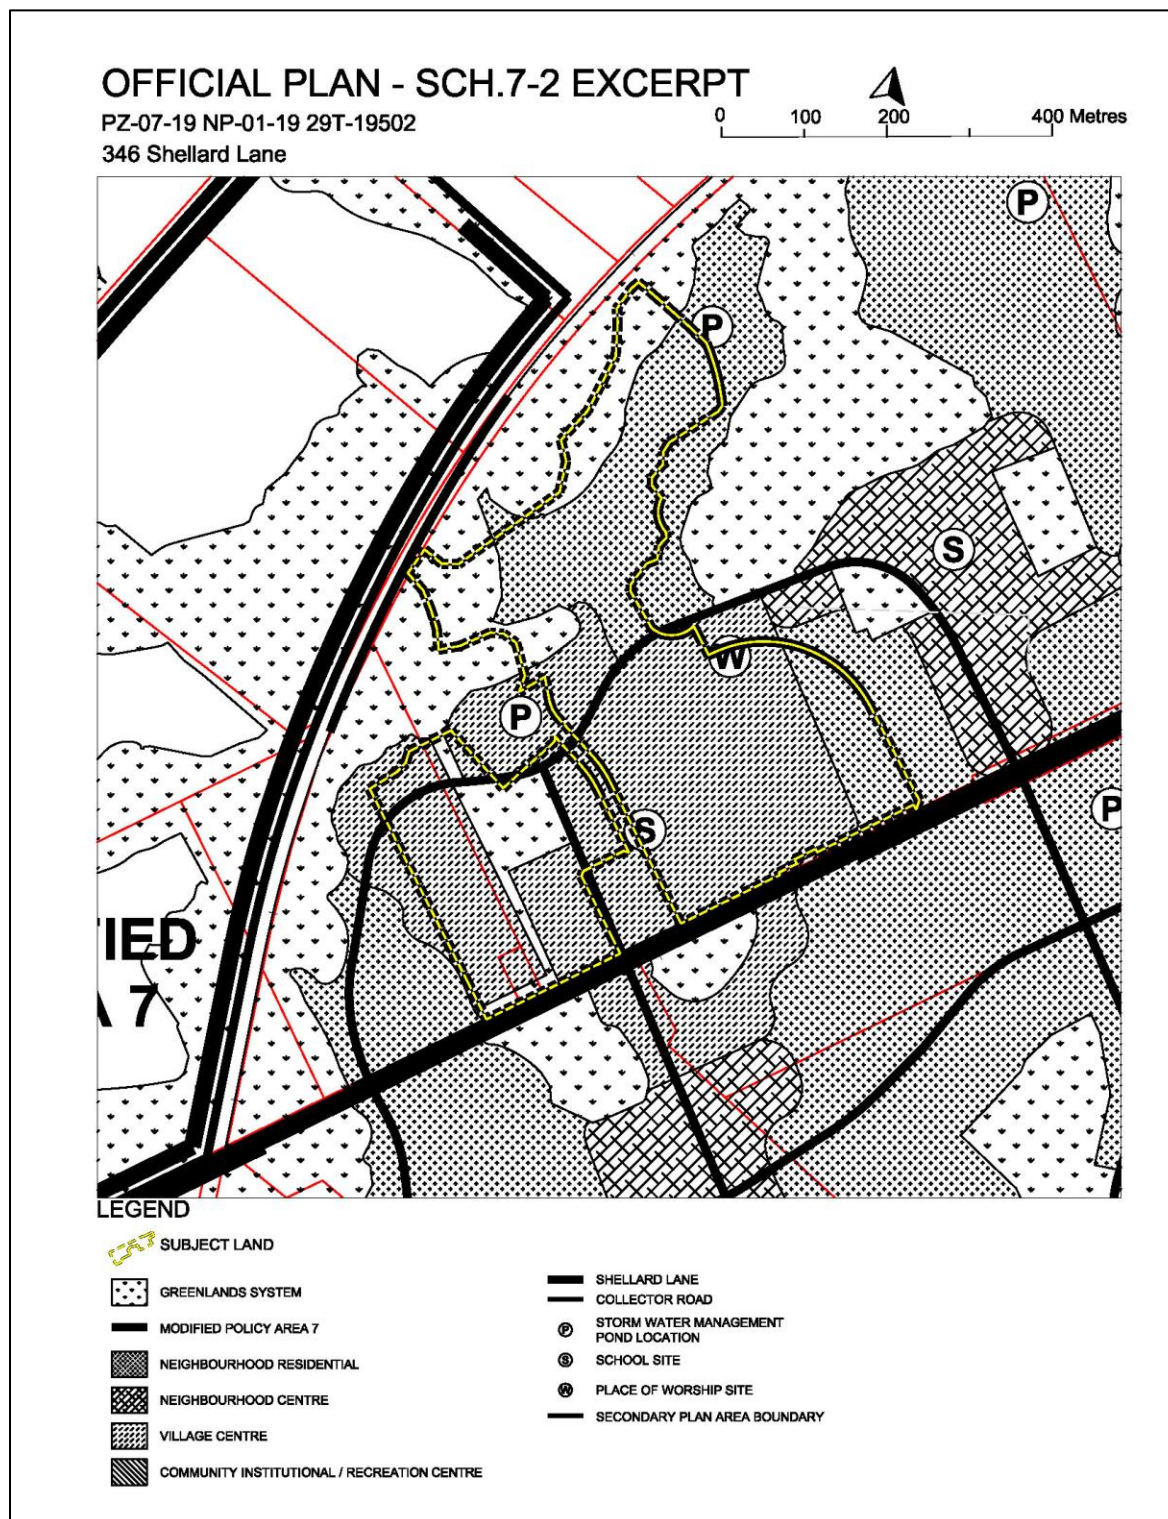 OFFICIAL PLAN - SCH.7-2 EXCERPT
PZ-07-19 NP-01-19 29T-19502
346 Shellard Lane
0 100 200 400 Metres
P
P
S
W
P
S
P
IED
A 7
LEGEND
SUBJECT LAND
GREENLANDS SYSTEM
MODIFIED POLICY AREA 7
NEIGHBOURHOOD RESIDENTIAL
NEIGHBOURHOOD CENTRE
VILLAGE CENTRE
COMMUNITY INSTITUTIONAL / RECREATION CENTRE
SHELLARD LANE
COLLECTOR ROAD
P STORM WATER MANAGEMENT
POND LOCATION
S SCHOOL SITE
W PLACE OF WORSHIP SITE
SECONDARY PLAN AREA BOUNDARY